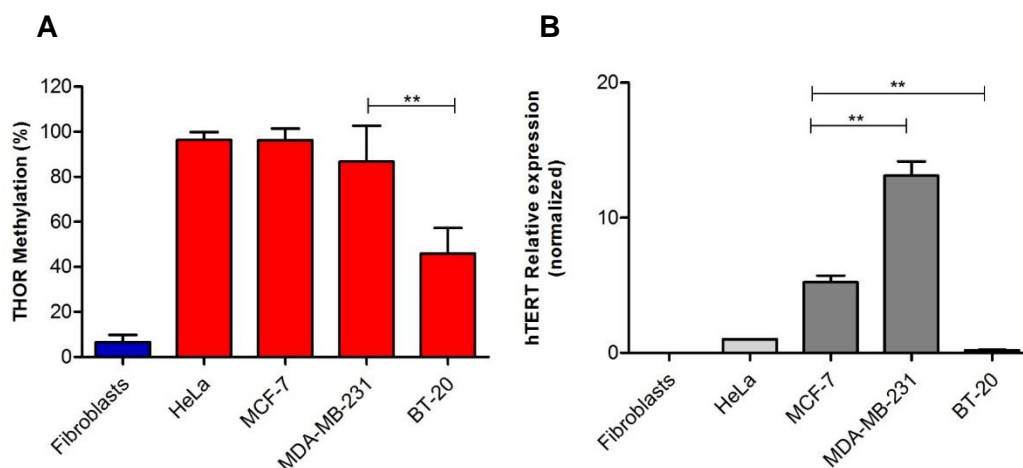 A
THOR Methylation (%)
120
100
80
60
40
20
0
**
Fibroblasts
HeLa
MCF-7
MDA-MB-231
BT-20
B
hTERT Relative expression
(normalized)
20
10
0
**
**
Fibroblasts
HeLa
MCF-7
MDA-MB-231
BT-20